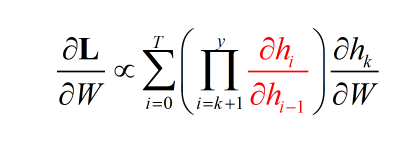 ∂L/∂W ∝ ∑_{i=0}^{T} ( ∏_{i=k+1}^{y} ∂h_i/∂h_{i−1} ) ∂h_k/∂W